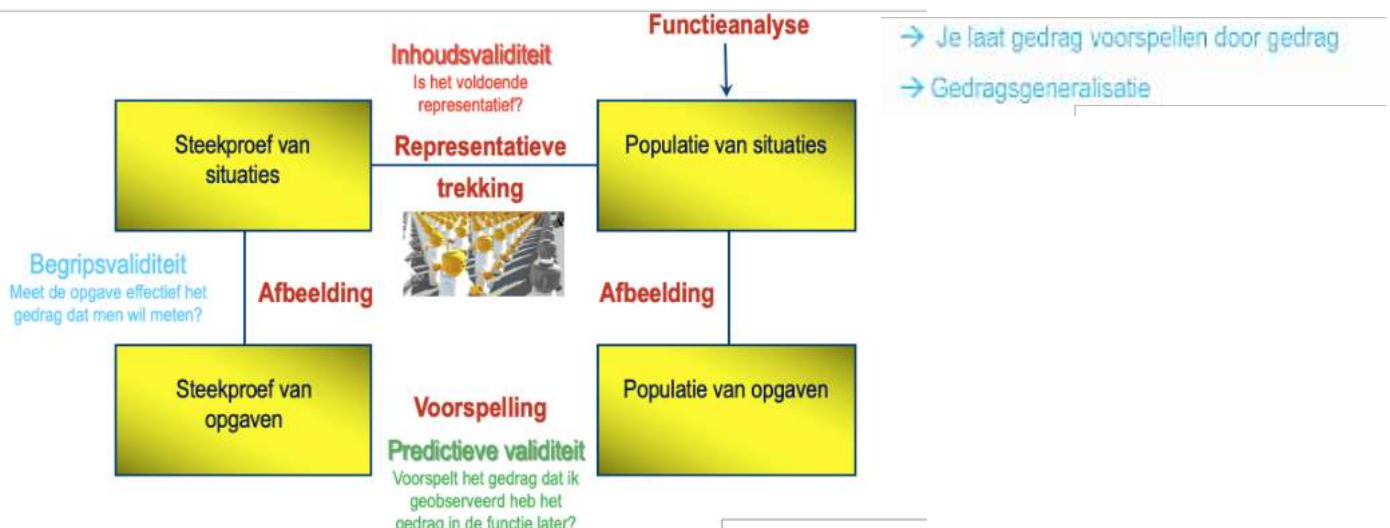 Functieanalyse
→ Je laat gedrag voorspellen door gedrag
→ Gedragsgeneralisatie
Inhoudsvaliditeit
Is het voldoende
representatief?
Steekproef van
situaties
Representatieve
trekking
Populatie van situaties
Begripsvaliditeit
Meet de opgave effectief het
gedrag dat men wil meten?
Afbeelding
Afbeelding
Steekproef van
opgaven
Voorspelling
Populatie van opgaven
Predictieve validiteit
Voorspelt het gedrag dat ik
geobserveerd heb het
gedrag in de functie later?